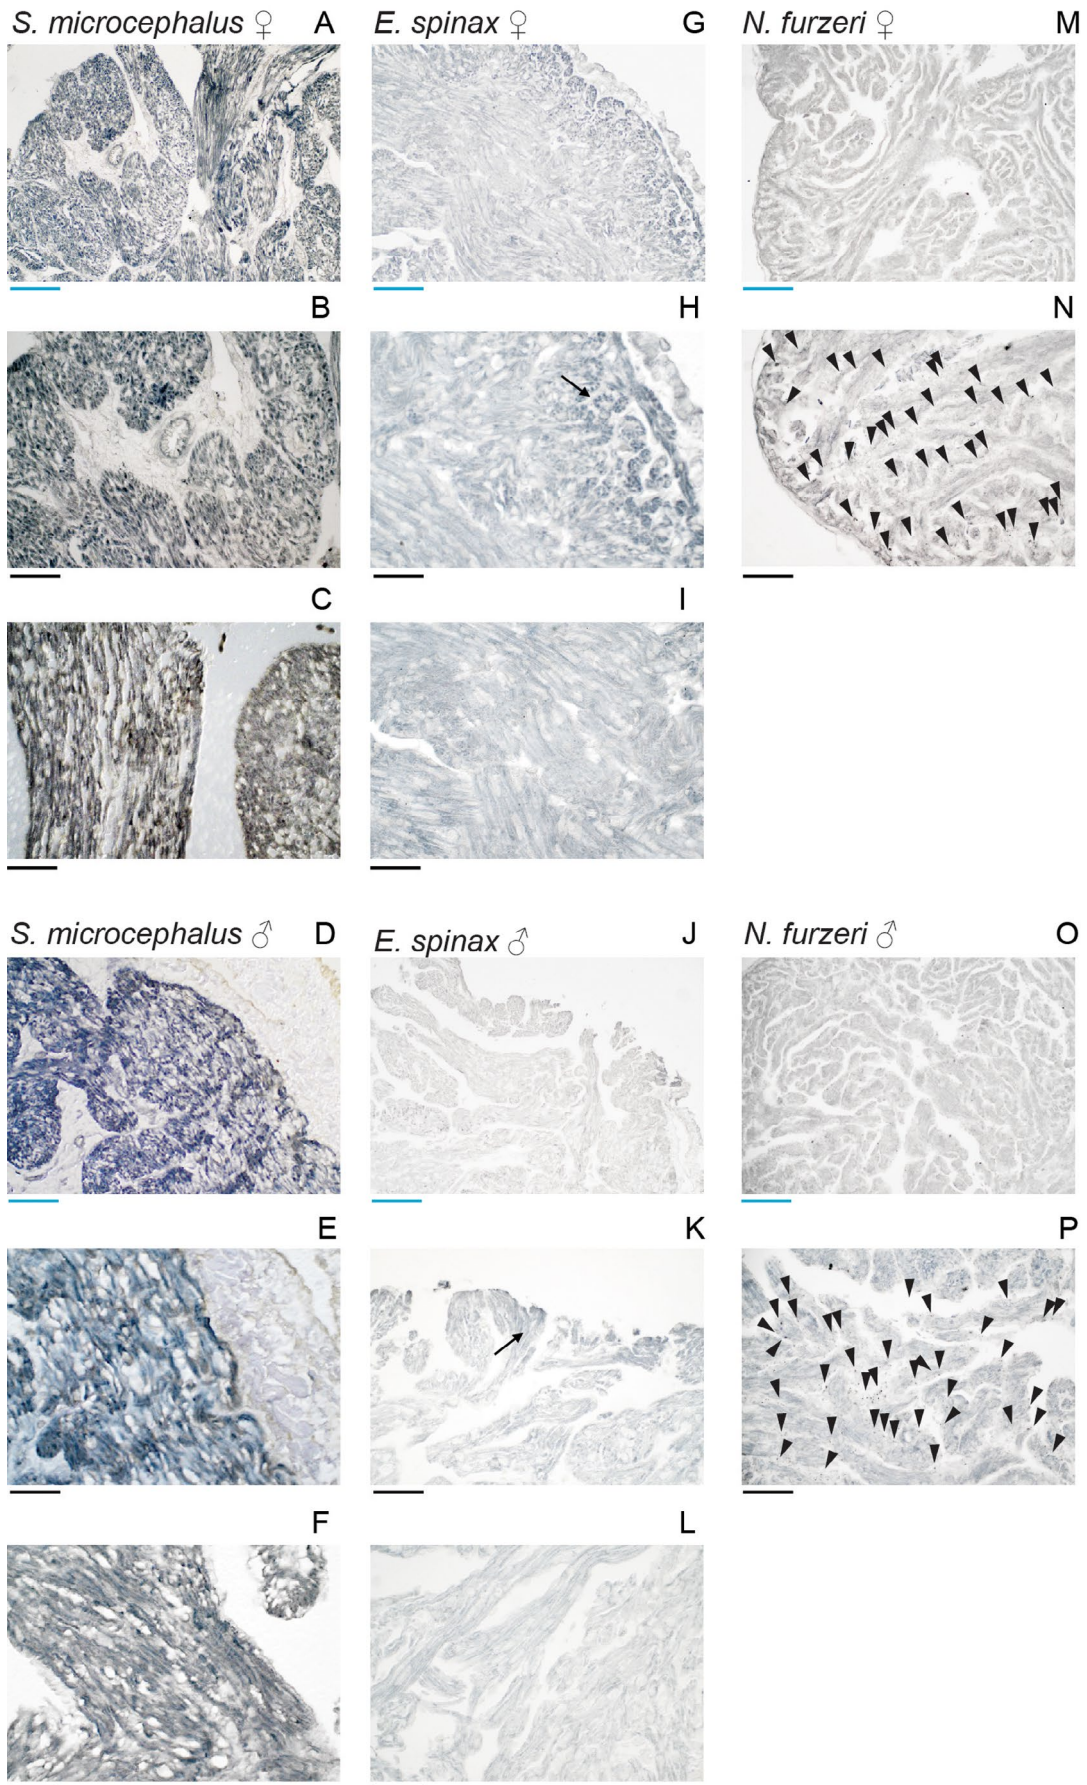 S. microcephalus ♀ A E. spinax ♀ G N. furzeri ♀ M
B H N
C I
S. microcephalus ♂ D E. spinax ♂ J N. furzeri ♂ O
E K P
F L